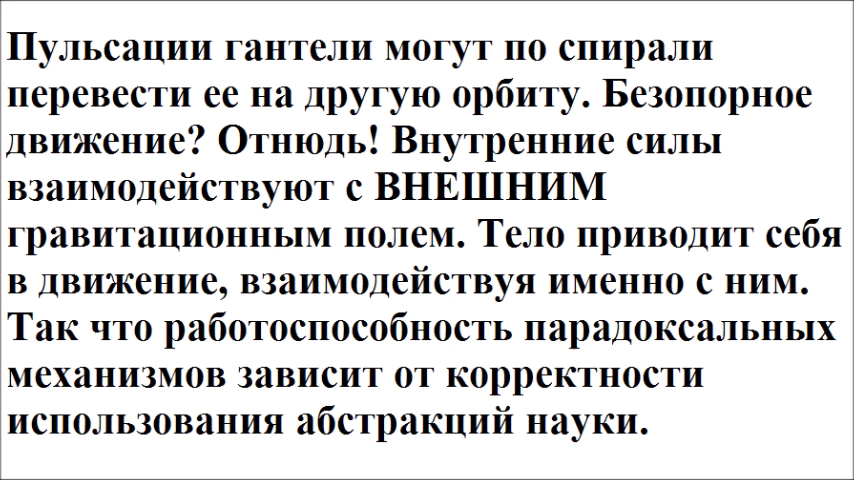 Пульсации гантели могут по спирали
перевести ее на другую орбиту. Безопорное
движение? Отнюдь! Внутренние силы
взаимодействуют с ВНЕШНИМ
гравитационным полем. Тело приводит себя
в движение, взаимодействуя именно с ним.
Так что работоспособность парадоксальных
механизмов зависит от корректности
использования абстракций науки.